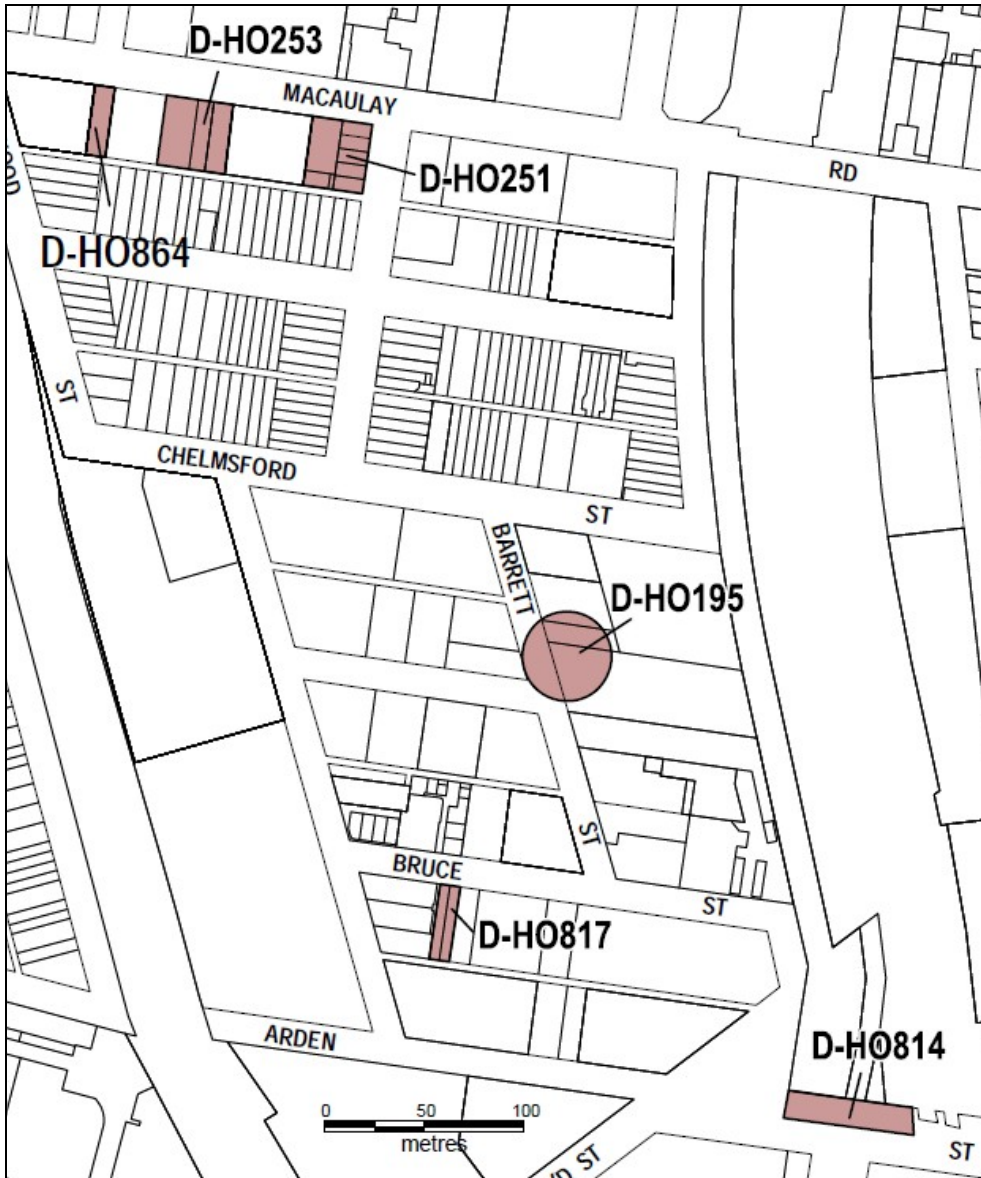 D-HO253
MACAULAY
RD
D-HO251
D-HO864
ST
CHELMSFORD
ST
BARRETT
D-HO195
ST
BRUCE
ST
D-HO817
ARDEN
D-HO814
0 50 100
metres
ST
ST